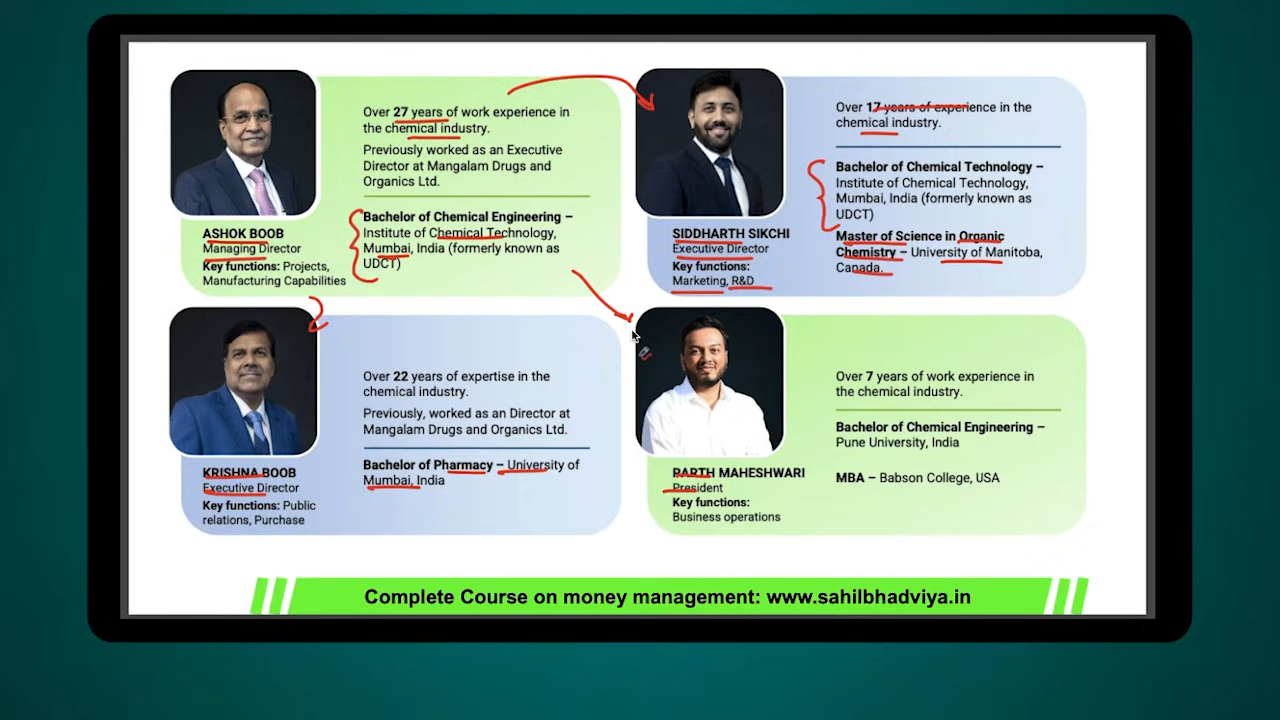 Over 27 years of work experience in
the chemical industry.
Previously worked as an Executive
Director at Mangalam Drugs and
Organics Ltd.
Bachelor of Chemical Engineering –
Institute of Chemical Technology,
Mumbai, India (formerly known as
UDCT)
ASHOK BOOB
Managing Director
Key functions: Projects,
Manufacturing Capabilities
Over 17 years of experience in the
chemical industry.
Bachelor of Chemical Technology –
Institute of Chemical Technology,
Mumbai, India (formerly known as
UDCT)
Master of Science in Organic
Chemistry – University of Manitoba,
Canada.
SIDDHARTH SIKCHI
Executive Director
Key functions:
Marketing, R&D
Over 22 years of expertise in the
chemical industry.
Previously, worked as an Director at
Mangalam Drugs and Organics Ltd.
Bachelor of Pharmacy – University of
Mumbai, India
KRISHNA BOOB
Executive Director
Key functions: Public
relations, Purchase
Over 7 years of work experience in
the chemical industry.
Bachelor of Chemical Engineering –
Pune University, India
MBA – Babson College, USA
PARTH MAHESHWARI
President
Key functions:
Business operations
Complete Course on money management: www.sahilbhadviya.in